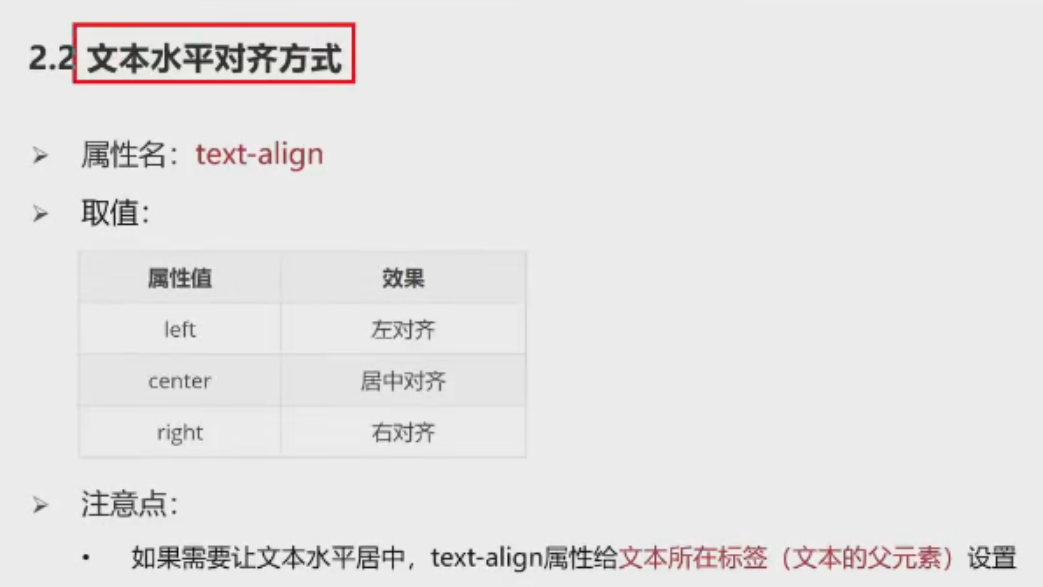 2.2 文本水平对齐方式
属性名：text-align
取值：
属性值 效果
left 左对齐
center 居中对齐
right 右对齐
注意点：
如果需要让文本水平居中，text-align属性给文本所在标签（文本的父元素）设置